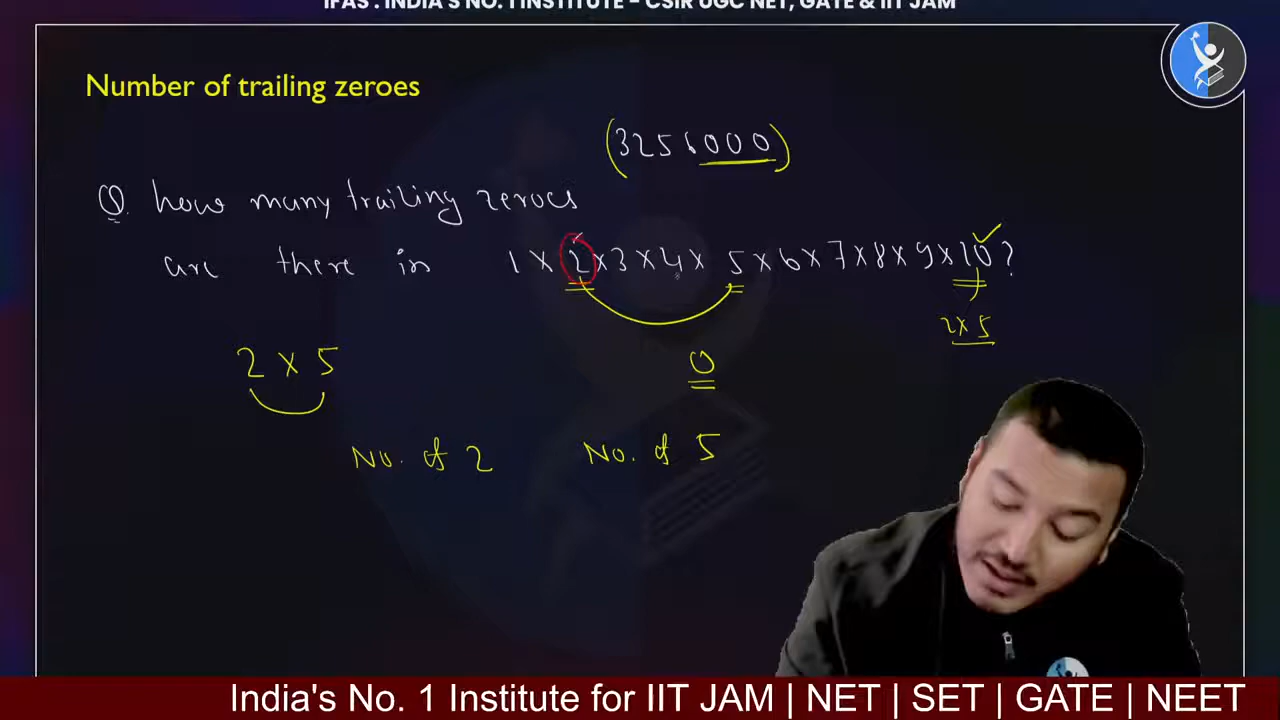 IFAS : INDIA'S NO. 1 INSTITUTE - CSIR UGC NET, GATE & IIT JAM
Number of trailing zeroes
(3256000)
Q. how many trailing zeroes
are there in 1 × 2 × 3 × 4 × 5 × 6 × 7 × 8 × 9 × 10 ?
2 × 5
2 × 5
0
No. of 2 No. of 5
India's No. 1 Institute for IIT JAM | NET | SET | GATE | NEET